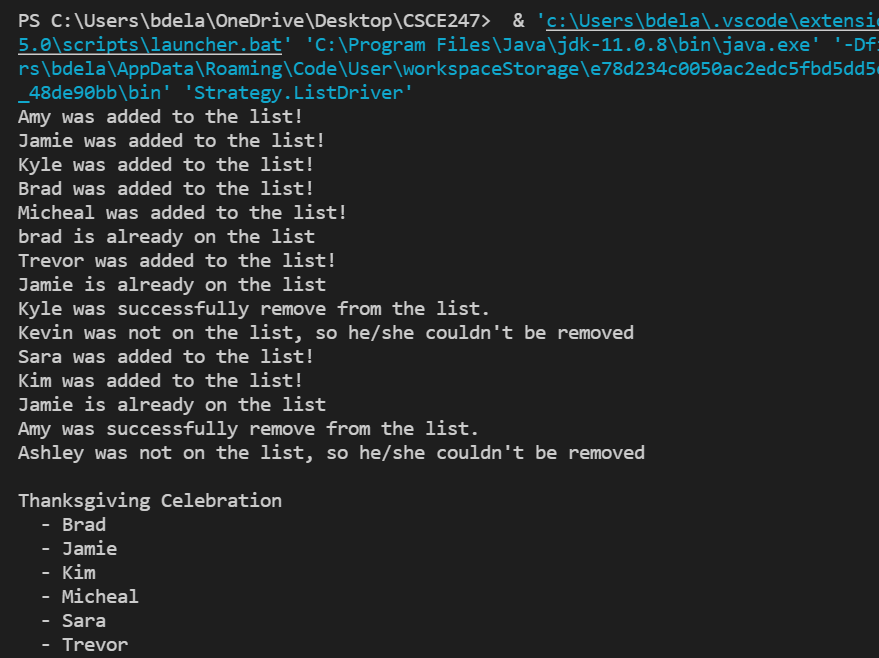 PS C:\Users\bdela\OneDrive\Desktop\CSCE247>  & 'c:\Users\bdela\.vscode\extensi
5.0\scripts\launcher.bat' 'C:\Program Files\Java\jdk-11.0.8\bin\java.exe' '-Df
rs\bdela\AppData\Roaming\Code\User\workspaceStorage\e78d234c0050ac2edc5fbd5dd5
_48de90bb\bin' 'Strategy.ListDriver'
Amy was added to the list!
Jamie was added to the list!
Kyle was added to the list!
Brad was added to the list!
Micheal was added to the list!
brad is already on the list
Trevor was added to the list!
Jamie is already on the list
Kyle was successfully remove from the list.
Kevin was not on the list, so he/she couldn't be removed
Sara was added to the list!
Kim was added to the list!
Jamie is already on the list
Amy was successfully remove from the list.
Ashley was not on the list, so he/she couldn't be removed
Thanksgiving Celebration
- Brad
- Jamie
- Kim
- Micheal
- Sara
- Trevor